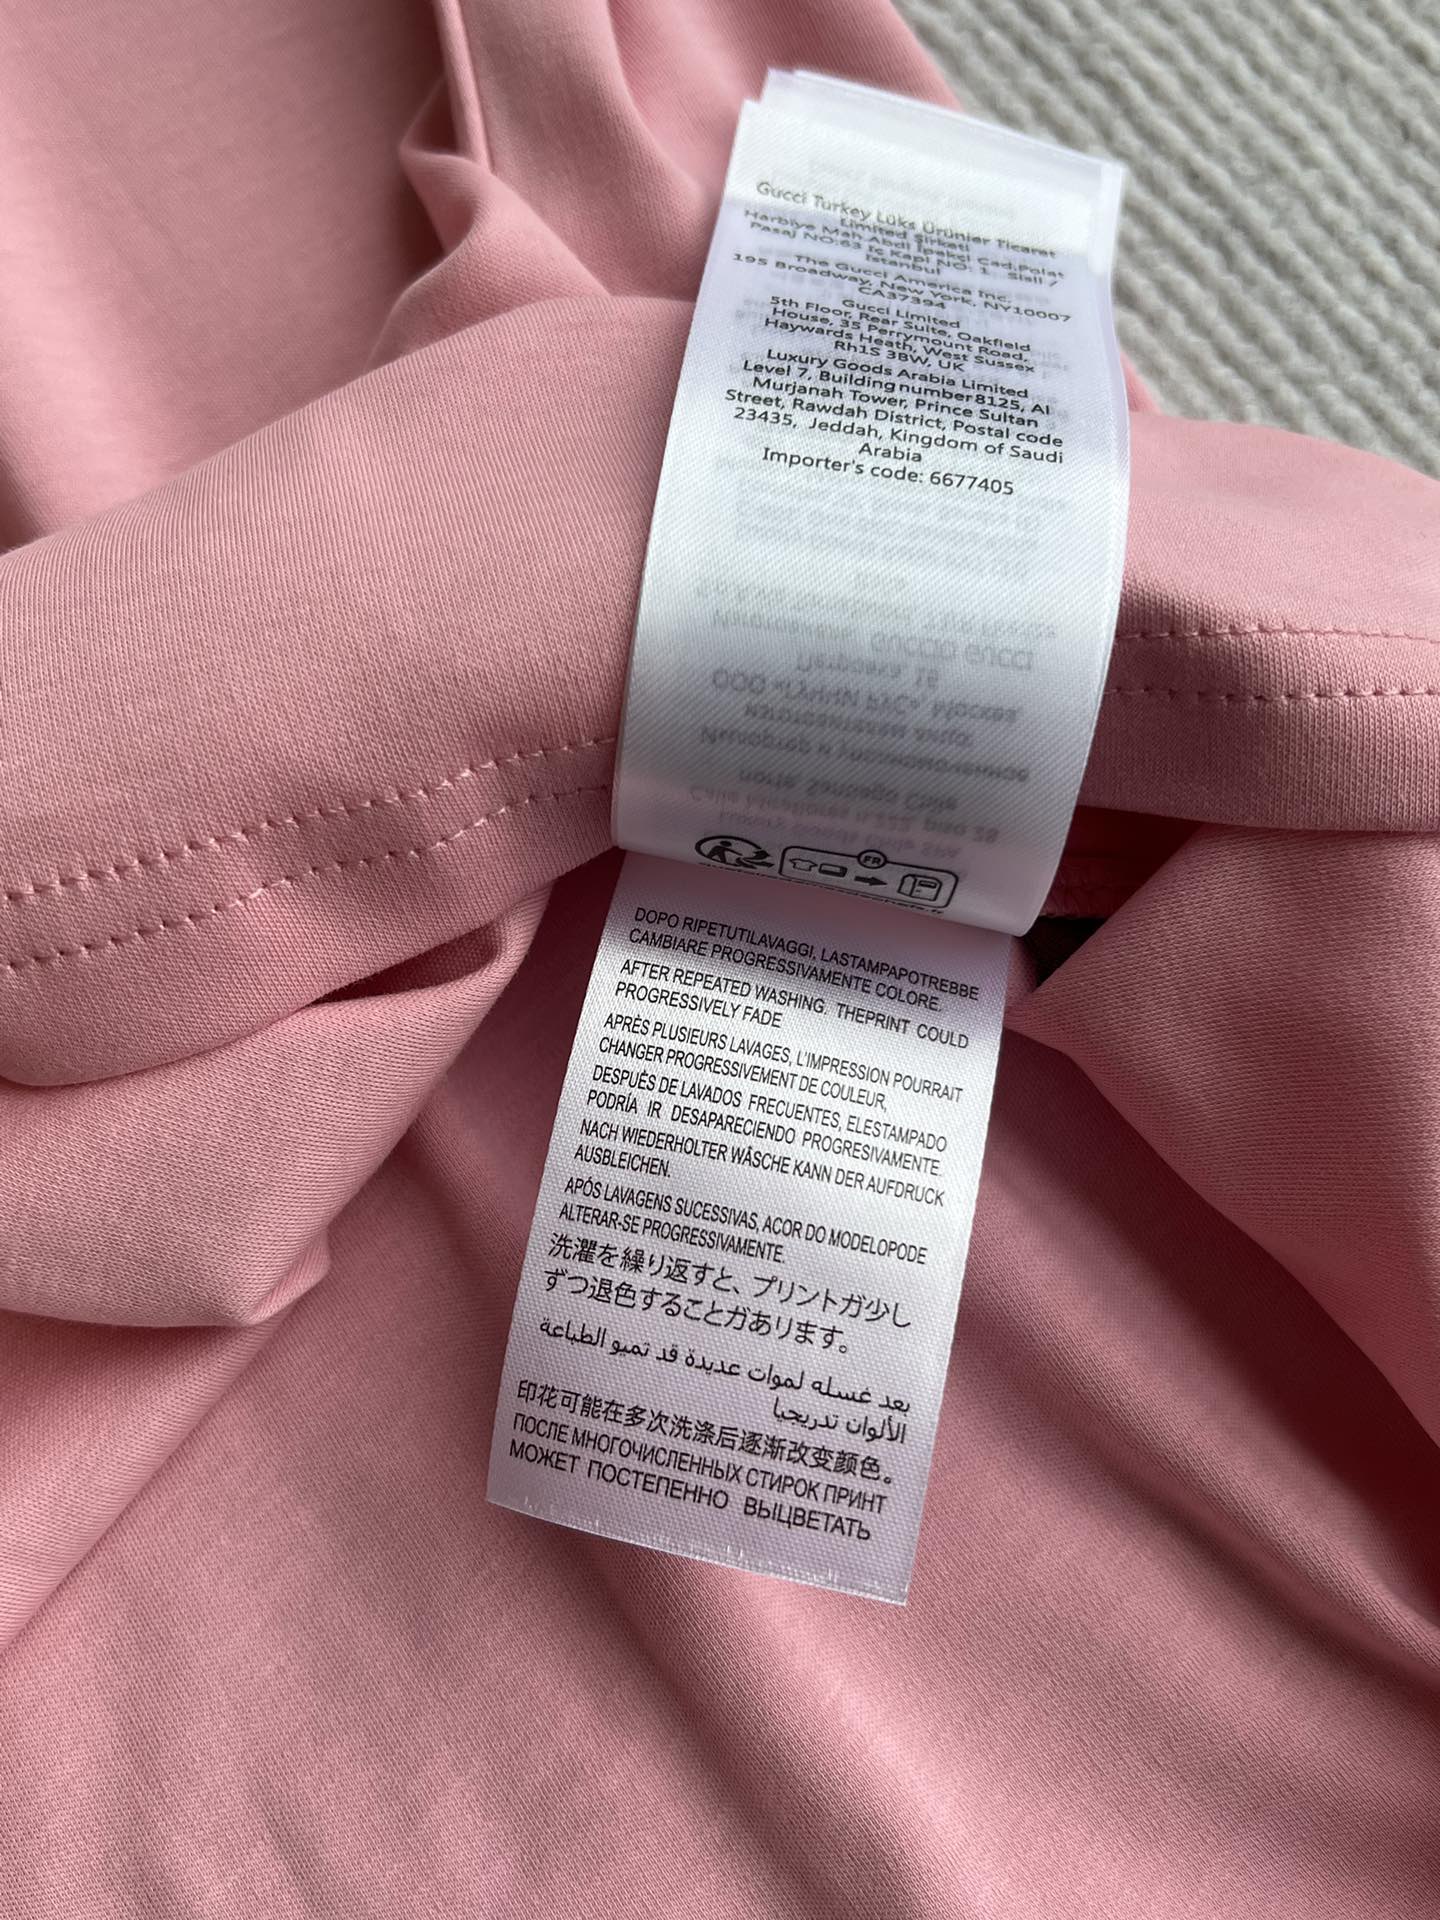 Gucci Turkey Lüks Ürünler Ticaret
Limited Şirketi
Harbiye Mah Abdi İpekçi Cad.Polat
Pasaj NO:63 İç Kapı NO: 1 Sisli /
İstanbul
The Gucci America Inc.
195 Broadway, New York, NY10007
CA37394
Gucci Limited
5th Floor, Rear Suite, Oakfield
House, 35 Perrymount Road,
Haywards Heath, West Sussex
Rh1S 3BW, UK
Luxury Goods Arabia Limited
Level 7, Building number8125, Al
Murjanah Tower, Prince Sultan
Street, Rawdah District, Postal code
23435, Jeddah, Kingdom of Saudi
Arabia
Importer's code: 6677405
FR
DOPO RIPETUTILAVAGGI, LASTAMPAPOTREBBE
CAMBIARE PROGRESSIVAMENTE COLORE.
AFTER REPEATED WASHING. THEPRINT COULD
PROGRESSIVELY FADE
APRÈS PLUSIEURS LAVAGES, L'IMPRESSION POURRAIT
CHANGER PROGRESSIVEMENT DE COULEUR,
DESPUÉS DE LAVADOS FRECUENTES, ELESTAMPADO
PODRÍA IR DESAPARECIENDO PROGRESIVAMENTE.
NACH WIEDERHOLTER WÄSCHE KANN DER AUFDRUCK
AUSBLEICHEN.
APÓS LAVAGENS SUCESSIVAS, ACOR DO MODELOPODE
ALTERAR-SE PROGRESSIVAMENTE.
洗濯を繰り返すと、プリントガ少し
ずつ退色することガあります。
بعد غسله لموات عديدة قد تميو الطباعة
الألوان تدريجيا
印花可能在多次洗涤后逐渐改变颜色。
ПОСЛЕ МНОГОЧИСЛЕННЫХ СТИРОК ПРИНТ
МОЖЕТ ПОСТЕПЕННО ВЫЦВЕТАТЬ